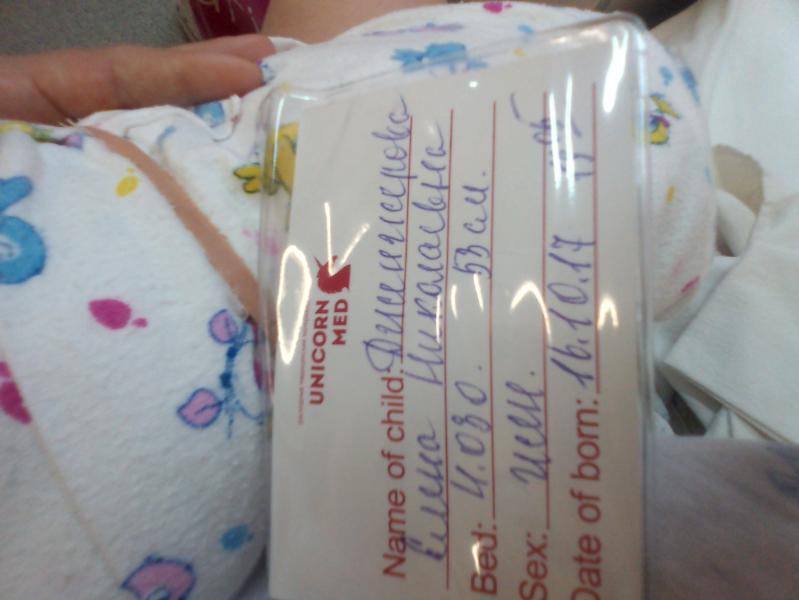 UNICORN
MED
Name of child:
Николаевна
Bed: 4.030. 53 см.
Sex: жен.
Date of born: 16.10.17